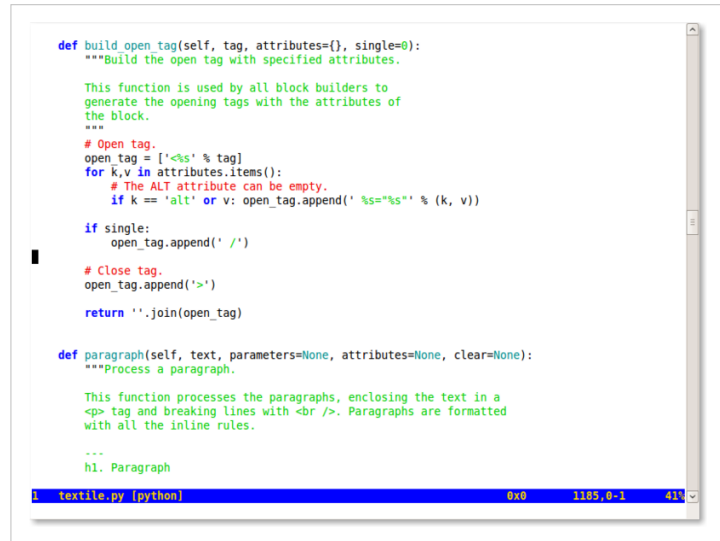 def build_open_tag(self, tag, attributes={}, single=0):
    """Build the open tag with specified attributes.

    This function is used by all block builders to
    generate the opening tags with the attributes of
    the block.
    """
    # Open tag.
    open_tag = ['<%s' % tag]
    for k,v in attributes.items():
        # The ALT attribute can be empty.
        if k == 'alt' or v: open_tag.append(' %s="%s"' % (k, v))

    if single:
        open_tag.append(' /')

    # Close tag.
    open_tag.append('>')

    return ''.join(open_tag)


def paragraph(self, text, parameters=None, attributes=None, clear=None):
    """Process a paragraph.

    This function processes the paragraphs, enclosing the text in a
    <p> tag and breaking lines with <br />. Paragraphs are formatted
    with all the inline rules.

    ---
    h1. Paragraph
1  textile.py [python] 0x0 1185,0-1 41%